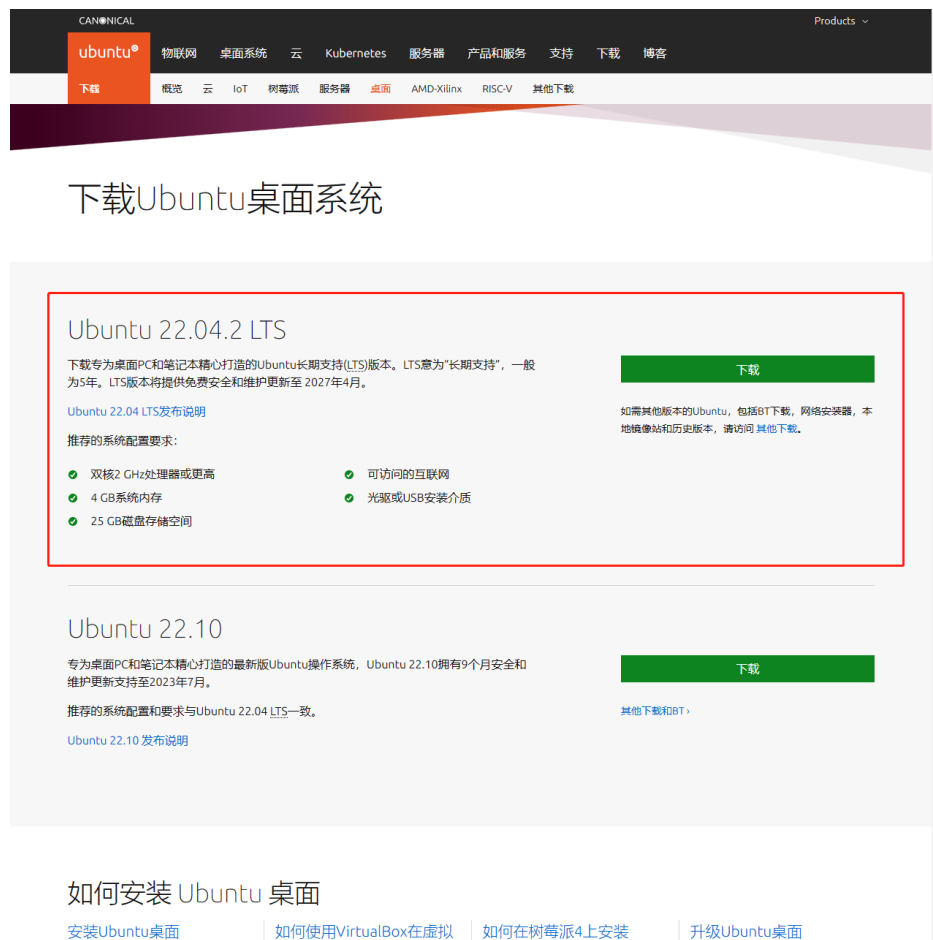 CANONICAL
Products
ubuntu
物联网 桌面系统 云 Kubernetes 服务器 产品和服务 支持 下载 博客
下载 概览 云 IoT 树莓派 服务器 桌面 AMD-Xilinx RISC-V 其他下载
下载Ubuntu桌面系统
Ubuntu 22.04.2 LTS
下载专为桌面PC和笔记本精心打造的Ubuntu长期支持(LTS)版本。LTS意为“长期支持”，一般
为5年。LTS版本将提供免费安全和维护更新至 2027年4月。
Ubuntu 22.04 LTS发布说明
推荐的系统配置要求：
双核2 GHz处理器或更高
4 GB系统内存
25 GB磁盘存储空间
可访问的互联网
光驱或USB安装介质
下载
如需其他版本的Ubuntu，包括BT下载，网络安装器，本
地镜像站和历史版本，请访问 其他下载。
Ubuntu 22.10
专为桌面PC和笔记本精心打造的最新版Ubuntu操作系统，Ubuntu 22.10拥有9个月安全和
维护更新支持至2023年7月。
推荐的系统配置和要求与Ubuntu 22.04 LTS一致。
Ubuntu 22.10 发布说明
下载
其他下载和BT ›
如何安装 Ubuntu 桌面
安装Ubuntu桌面 如何使用VirtualBox在虚拟 如何在树莓派4上安装 升级Ubuntu桌面